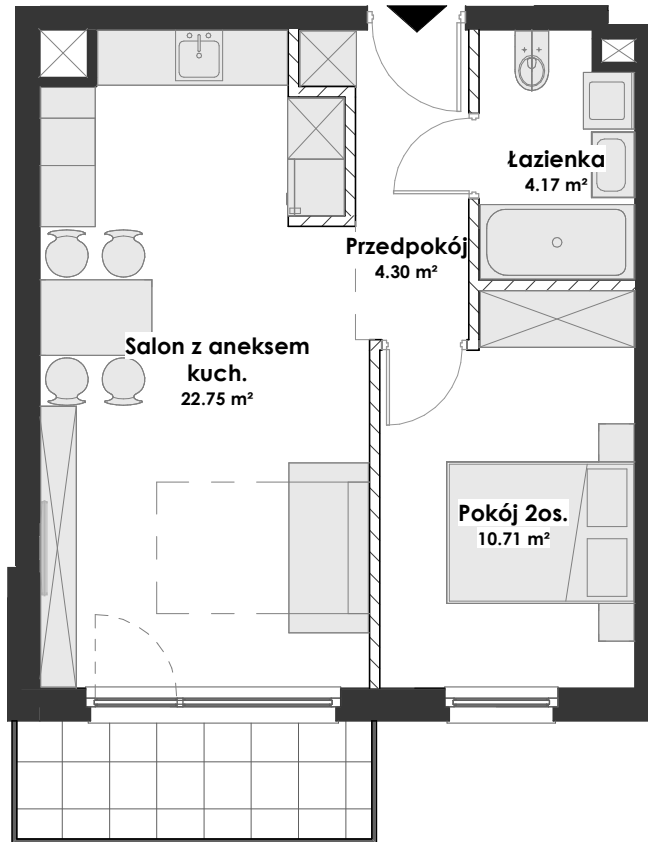 Łazienka
4.17 m²
Przedpokój
4.30 m²
Salon z aneksem
kuch.
22.75 m²
Pokój 2os.
10.71 m²